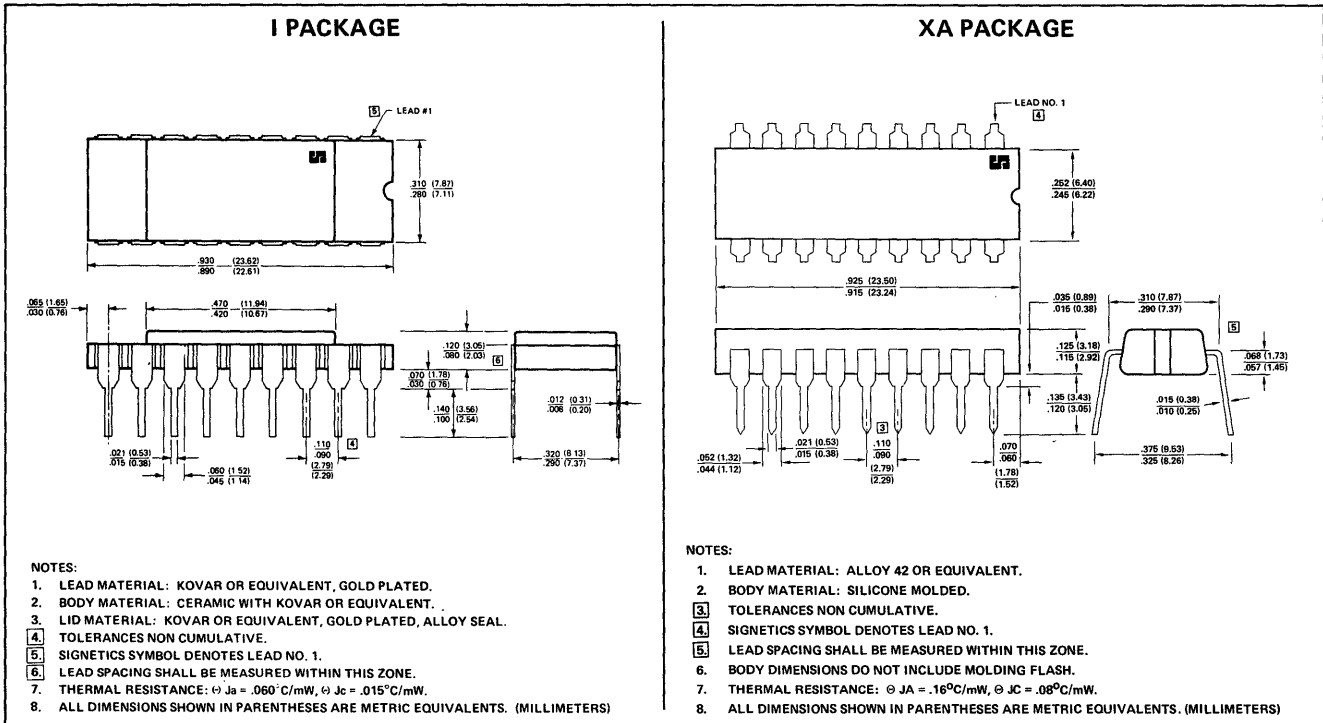 I PACKAGE
5 LEAD #1
.310 (7.87)
.280 (7.11)
.930 (23.62)
.890 (22.61)
.065 (1.65)
.030 (0.76)
.470 (11.94)
.420 (10.67)
.120 (3.05)
.080 (2.03)
6
.070 (1.78)
.030 (0.76)
.140 (3.56)
.100 (2.54)
.012 (0.31)
.008 (0.20)
.021 (0.53)
.015 (0.38)
.110
.090
(2.79)
(2.29)
4
.060 (1.52)
.045 (1.14)
.320 (8.13)
.290 (7.37)
NOTES:
1. LEAD MATERIAL: KOVAR OR EQUIVALENT, GOLD PLATED.
2. BODY MATERIAL: CERAMIC WITH KOVAR OR EQUIVALENT.
3. LID MATERIAL: KOVAR OR EQUIVALENT, GOLD PLATED, ALLOY SEAL.
4. TOLERANCES NON CUMULATIVE.
5. SIGNETICS SYMBOL DENOTES LEAD NO. 1.
6. LEAD SPACING SHALL BE MEASURED WITHIN THIS ZONE.
7. THERMAL RESISTANCE: Θ Ja = .060°C/mW, Θ Jc = .015°C/mW.
8. ALL DIMENSIONS SHOWN IN PARENTHESES ARE METRIC EQUIVALENTS. (MILLIMETERS)
XA PACKAGE
LEAD NO. 1
4
.252 (6.40)
.245 (6.22)
.925 (23.50)
.915 (23.24)
.035 (0.89)
.015 (0.38)
.310 (7.87)
.290 (7.37)
5
.125 (3.18)
.115 (2.92)
.068 (1.73)
.057 (1.45)
.135 (3.43)
.120 (3.05)
.015 (0.38)
.010 (0.25)
3
.021 (0.53)
.015 (0.38)
.110
.090
(2.79)
(2.29)
.052 (1.32)
.044 (1.12)
.070
.060
(1.78)
(1.52)
.375 (9.53)
.325 (8.26)
NOTES:
1. LEAD MATERIAL: ALLOY 42 OR EQUIVALENT.
2. BODY MATERIAL: SILICONE MOLDED.
3. TOLERANCES NON CUMULATIVE.
4. SIGNETICS SYMBOL DENOTES LEAD NO. 1.
5. LEAD SPACING SHALL BE MEASURED WITHIN THIS ZONE.
6. BODY DIMENSIONS DO NOT INCLUDE MOLDING FLASH.
7. THERMAL RESISTANCE: Θ JA = .16°C/mW, Θ JC = .08°C/mW.
8. ALL DIMENSIONS SHOWN IN PARENTHESES ARE METRIC EQUIVALENTS. (MILLIMETERS)